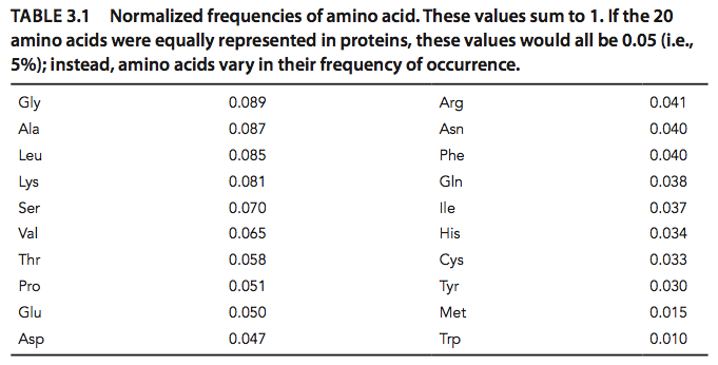 TABLE 3.1 Normalized frequencies of amino acid. These values sum to 1. If the 20
amino acids were equally represented in proteins, these values would all be 0.05 (i.e.,
5%); instead, amino acids vary in their frequency of occurrence.
Gly 0.089 Arg 0.041
Ala 0.087 Asn 0.040
Leu 0.085 Phe 0.040
Lys 0.081 Gln 0.038
Ser 0.070 Ile 0.037
Val 0.065 His 0.034
Thr 0.058 Cys 0.033
Pro 0.051 Tyr 0.030
Glu 0.050 Met 0.015
Asp 0.047 Trp 0.010